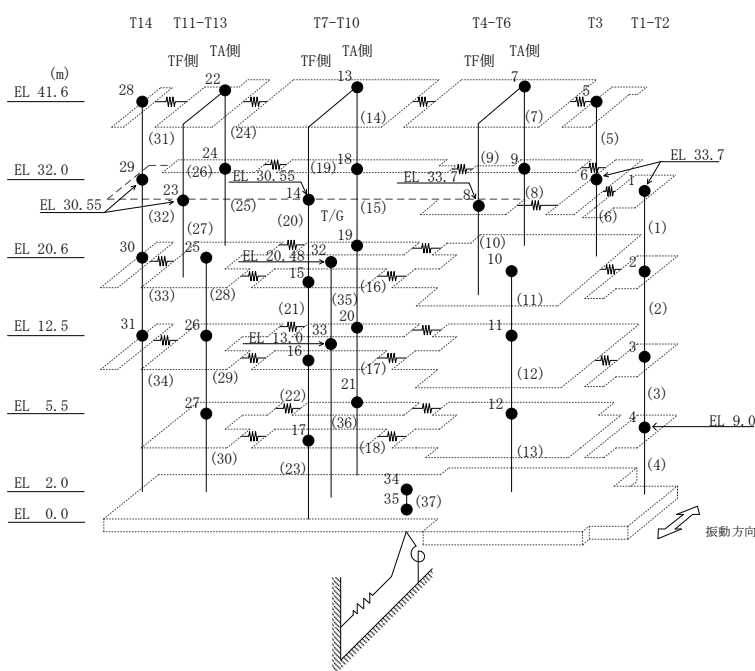 T14 T11-T13 T7-T10 T4-T6 T3 T1-T2
TF側 TA側 TF側 TA側 TF側 TA側
(m)
EL 41.6 28 22 13 7 5
(31) (24) (14) (7) (5)
EL 32.0 29 24 (19) 18 (9) 9 6 EL 33.7
(26) EL 30.55 EL 33.7 1
EL 30.55 23 (25) 14 (15) 8 (8) (6)
(32) (27) (20) T/G (10) (1)
EL 20.6 30 25 19
EL 20.48 32 10 2
(33) (28) 15 (35) (16) (11) (2)
(21)
EL 12.5 31 26 EL 13.0 33 20 11 3
(34) (29) 16 (17) (12) (3)
EL 5.5 27 (22) 21 12 4 EL 9.0
(36)
(30) 17 (18) (13) (4)
(23)
EL 2.0 34
EL 0.0 35 (37)
振動方向